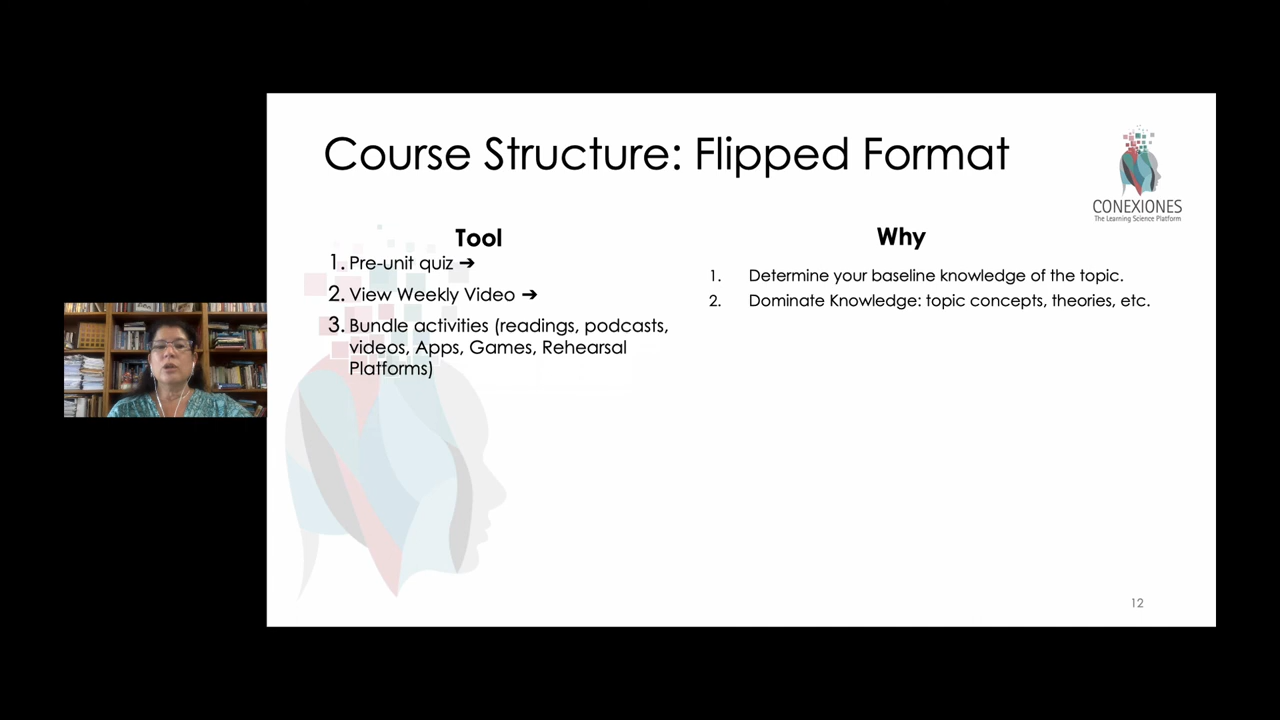 Course Structure: Flipped Format
CONEXIONES
The Learning Science Platform
Tool
1. Pre-unit quiz ➔
2. View Weekly Video ➔
3. Bundle activities (readings, podcasts,
videos, Apps, Games, Rehearsal
Platforms)
Why
1. Determine your baseline knowledge of the topic.
2. Dominate Knowledge: topic concepts, theories, etc.
12